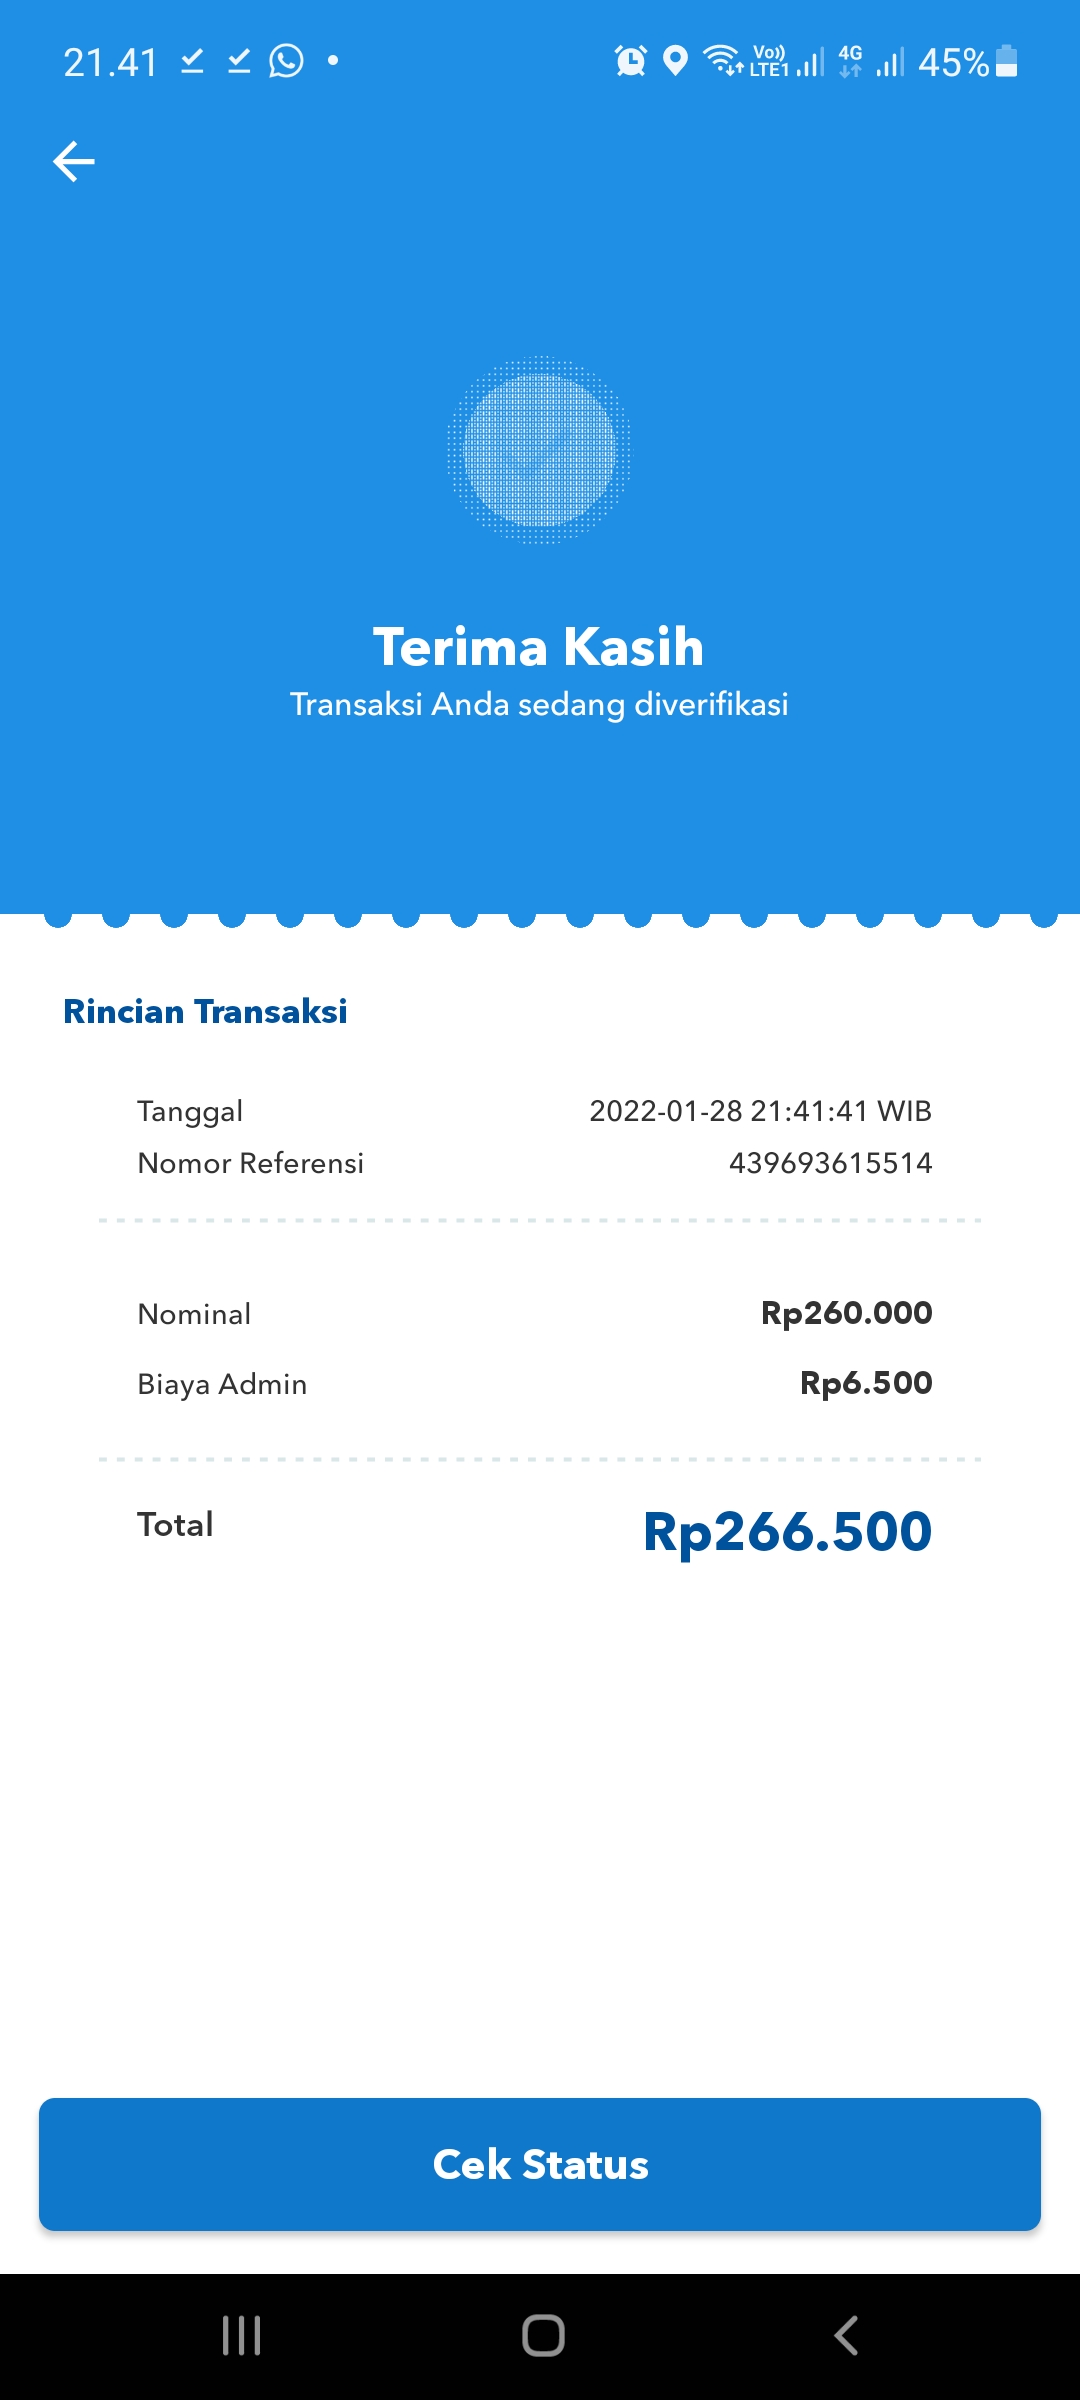 21.41
Vo)) LTE1 4G 45%
Terima Kasih
Transaksi Anda sedang diverifikasi
Rincian Transaksi
Tanggal 2022-01-28 21:41:41 WIB
Nomor Referensi 439693615514
Nominal Rp260.000
Biaya Admin Rp6.500
Total Rp266.500
Cek Status